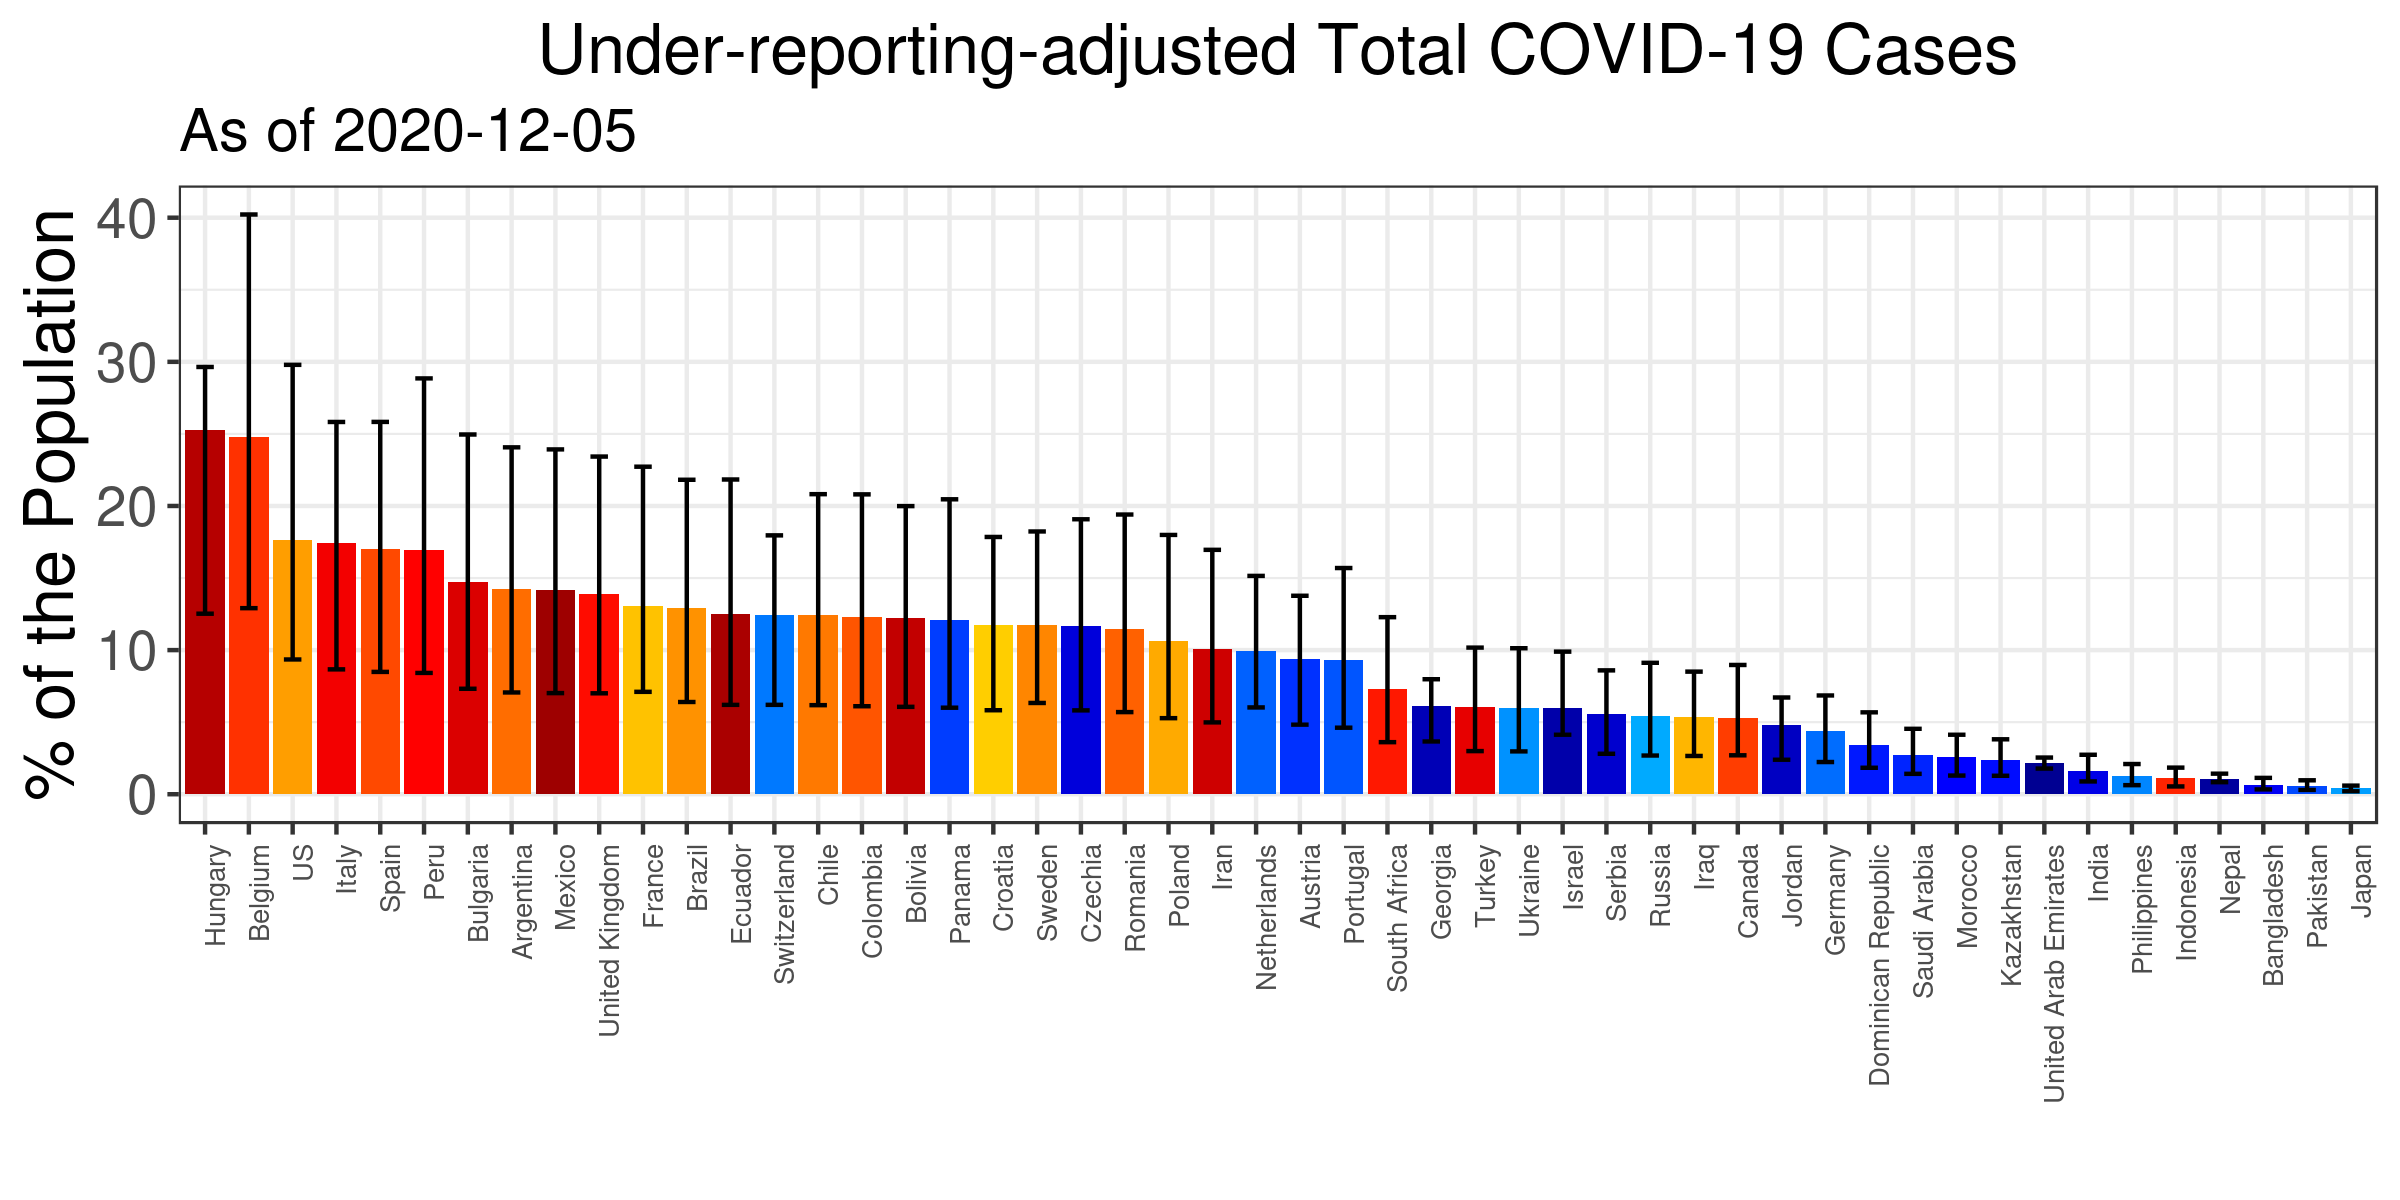 Under-reporting-adjusted Total COVID-19 Cases
As of 2020-12-05
% of the Population
40
30
20
10
0
Hungary
Belgium
US
Italy
Spain
Peru
Bulgaria
Argentina
Mexico
United Kingdom
France
Brazil
Ecuador
Switzerland
Chile
Colombia
Bolivia
Panama
Croatia
Sweden
Czechia
Romania
Poland
Iran
Netherlands
Austria
Portugal
South Africa
Georgia
Turkey
Ukraine
Israel
Serbia
Russia
Iraq
Canada
Jordan
Germany
Dominican Republic
Saudi Arabia
Morocco
Kazakhstan
United Arab Emirates
India
Philippines
Indonesia
Nepal
Bangladesh
Pakistan
Japan